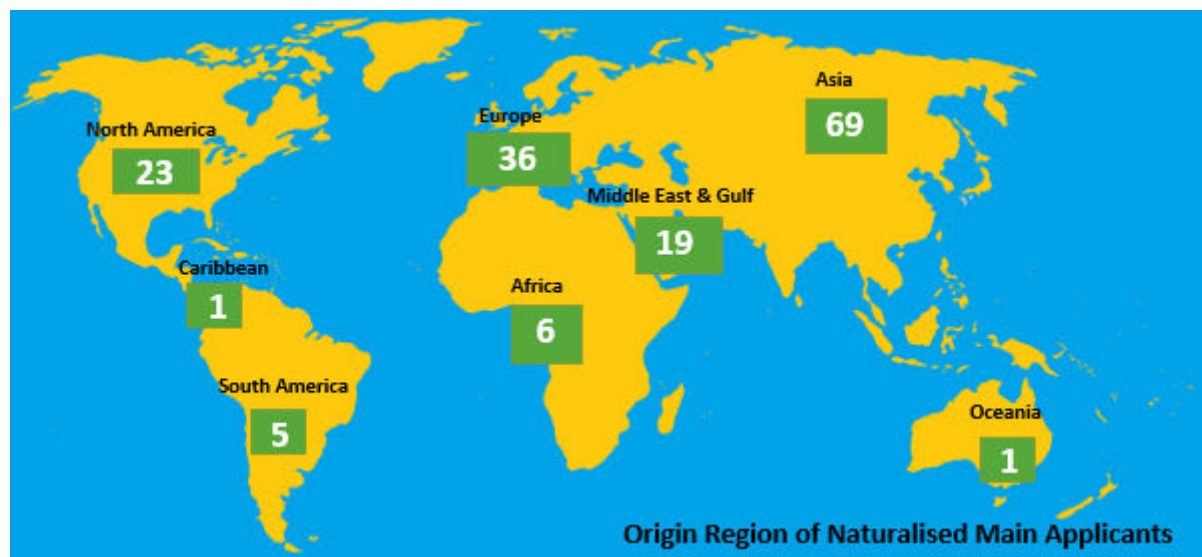 Asia
69
Europe
36
North America
23
Middle East & Gulf
19
Caribbean
1
Africa
6
South America
5
Oceania
1
Origin Region of Naturalised Main Applicants